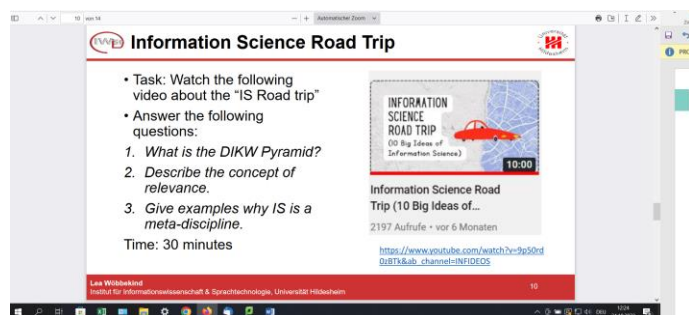 10 von 14
Automatischer Zoom
Information Science Road Trip
• Task: Watch the following
video about the “IS Road trip”
• Answer the following
questions:
1. What is the DIKW Pyramid?
2. Describe the concept of
relevance.
3. Give examples why IS is a
meta-discipline.
Time: 30 minutes
INFORMATION
SCIENCE
ROAD TRIP
(10 Big Ideas of
Information Science)
10:00
Information Science Road
Trip (10 Big Ideas of...
2197 Aufrufe • vor 6 Monaten
https://www.youtube.com/watch?v=9p50rd
0zBTk&ab_channel=INFIDEOS
Lea Wöbbekind
Institut für Informationswissenschaft & Sprachtechnologie, Universität Hildesheim
10
DEU
12:24